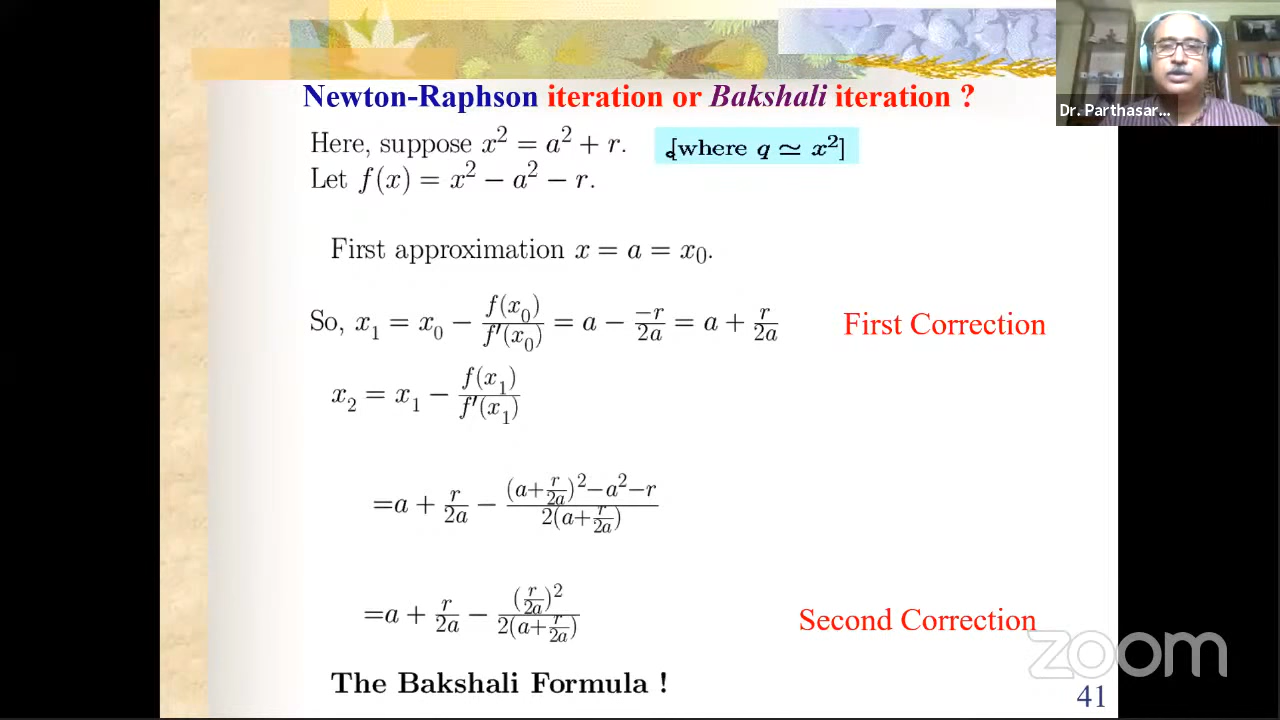 Newton-Raphson iteration or Bakshali iteration ?
Dr. Parthasar...
Here, suppose x² = a² + r. [where q ≃ x²]
Let f(x) = x² − a² − r.
First approximation x = a = x₀.
So, x₁ = x₀ − f(x₀)/f′(x₀) = a − −r/2a = a + r/2a First Correction
x₂ = x₁ − f(x₁)/f′(x₁)
=a + r/2a − (a+r/2a)²−a²−r / 2(a+r/2a)
=a + r/2a − (r/2a)² / 2(a+r/2a) Second Correction
zoom
The Bakshali Formula !
41